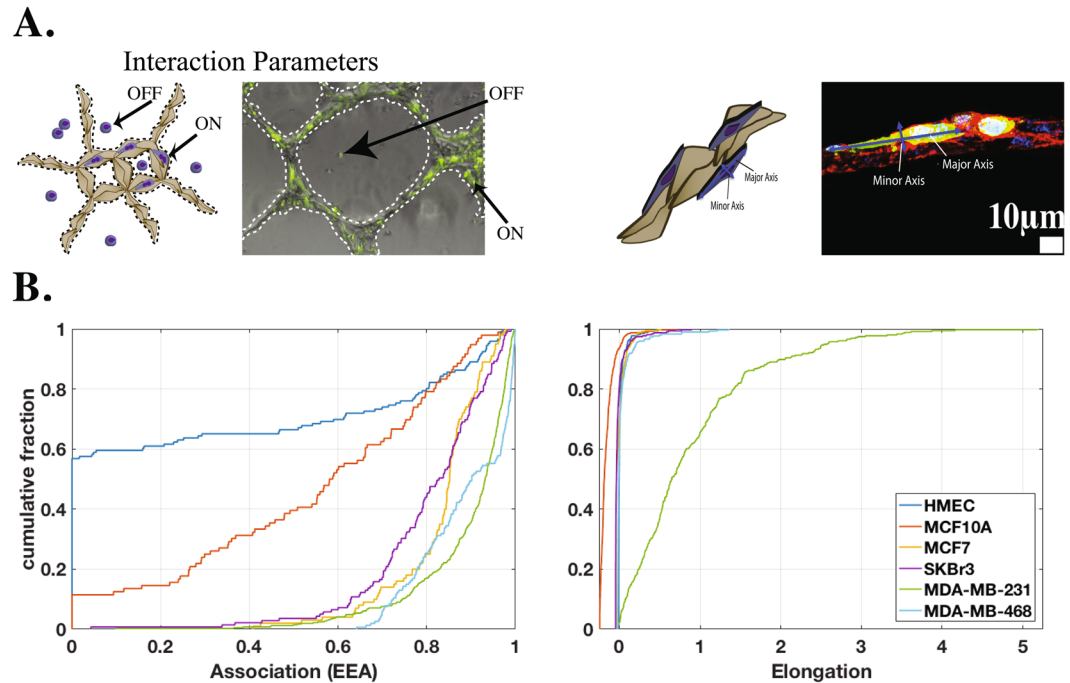 A.
Interaction Parameters
OFF
ON
OFF
ON
Major Axis
Minor Axis
Major Axis
Minor Axis
10µm
B.
cumulative fraction
1
0.8
0.6
0.4
0.2
0
0 0.2 0.4 0.6 0.8 1
Association (EEA)
1
0.8
0.6
0.4
0.2
0
0 1 2 3 4 5
Elongation
HMEC
MCF10A
MCF7
SKBr3
MDA-MB-231
MDA-MB-468